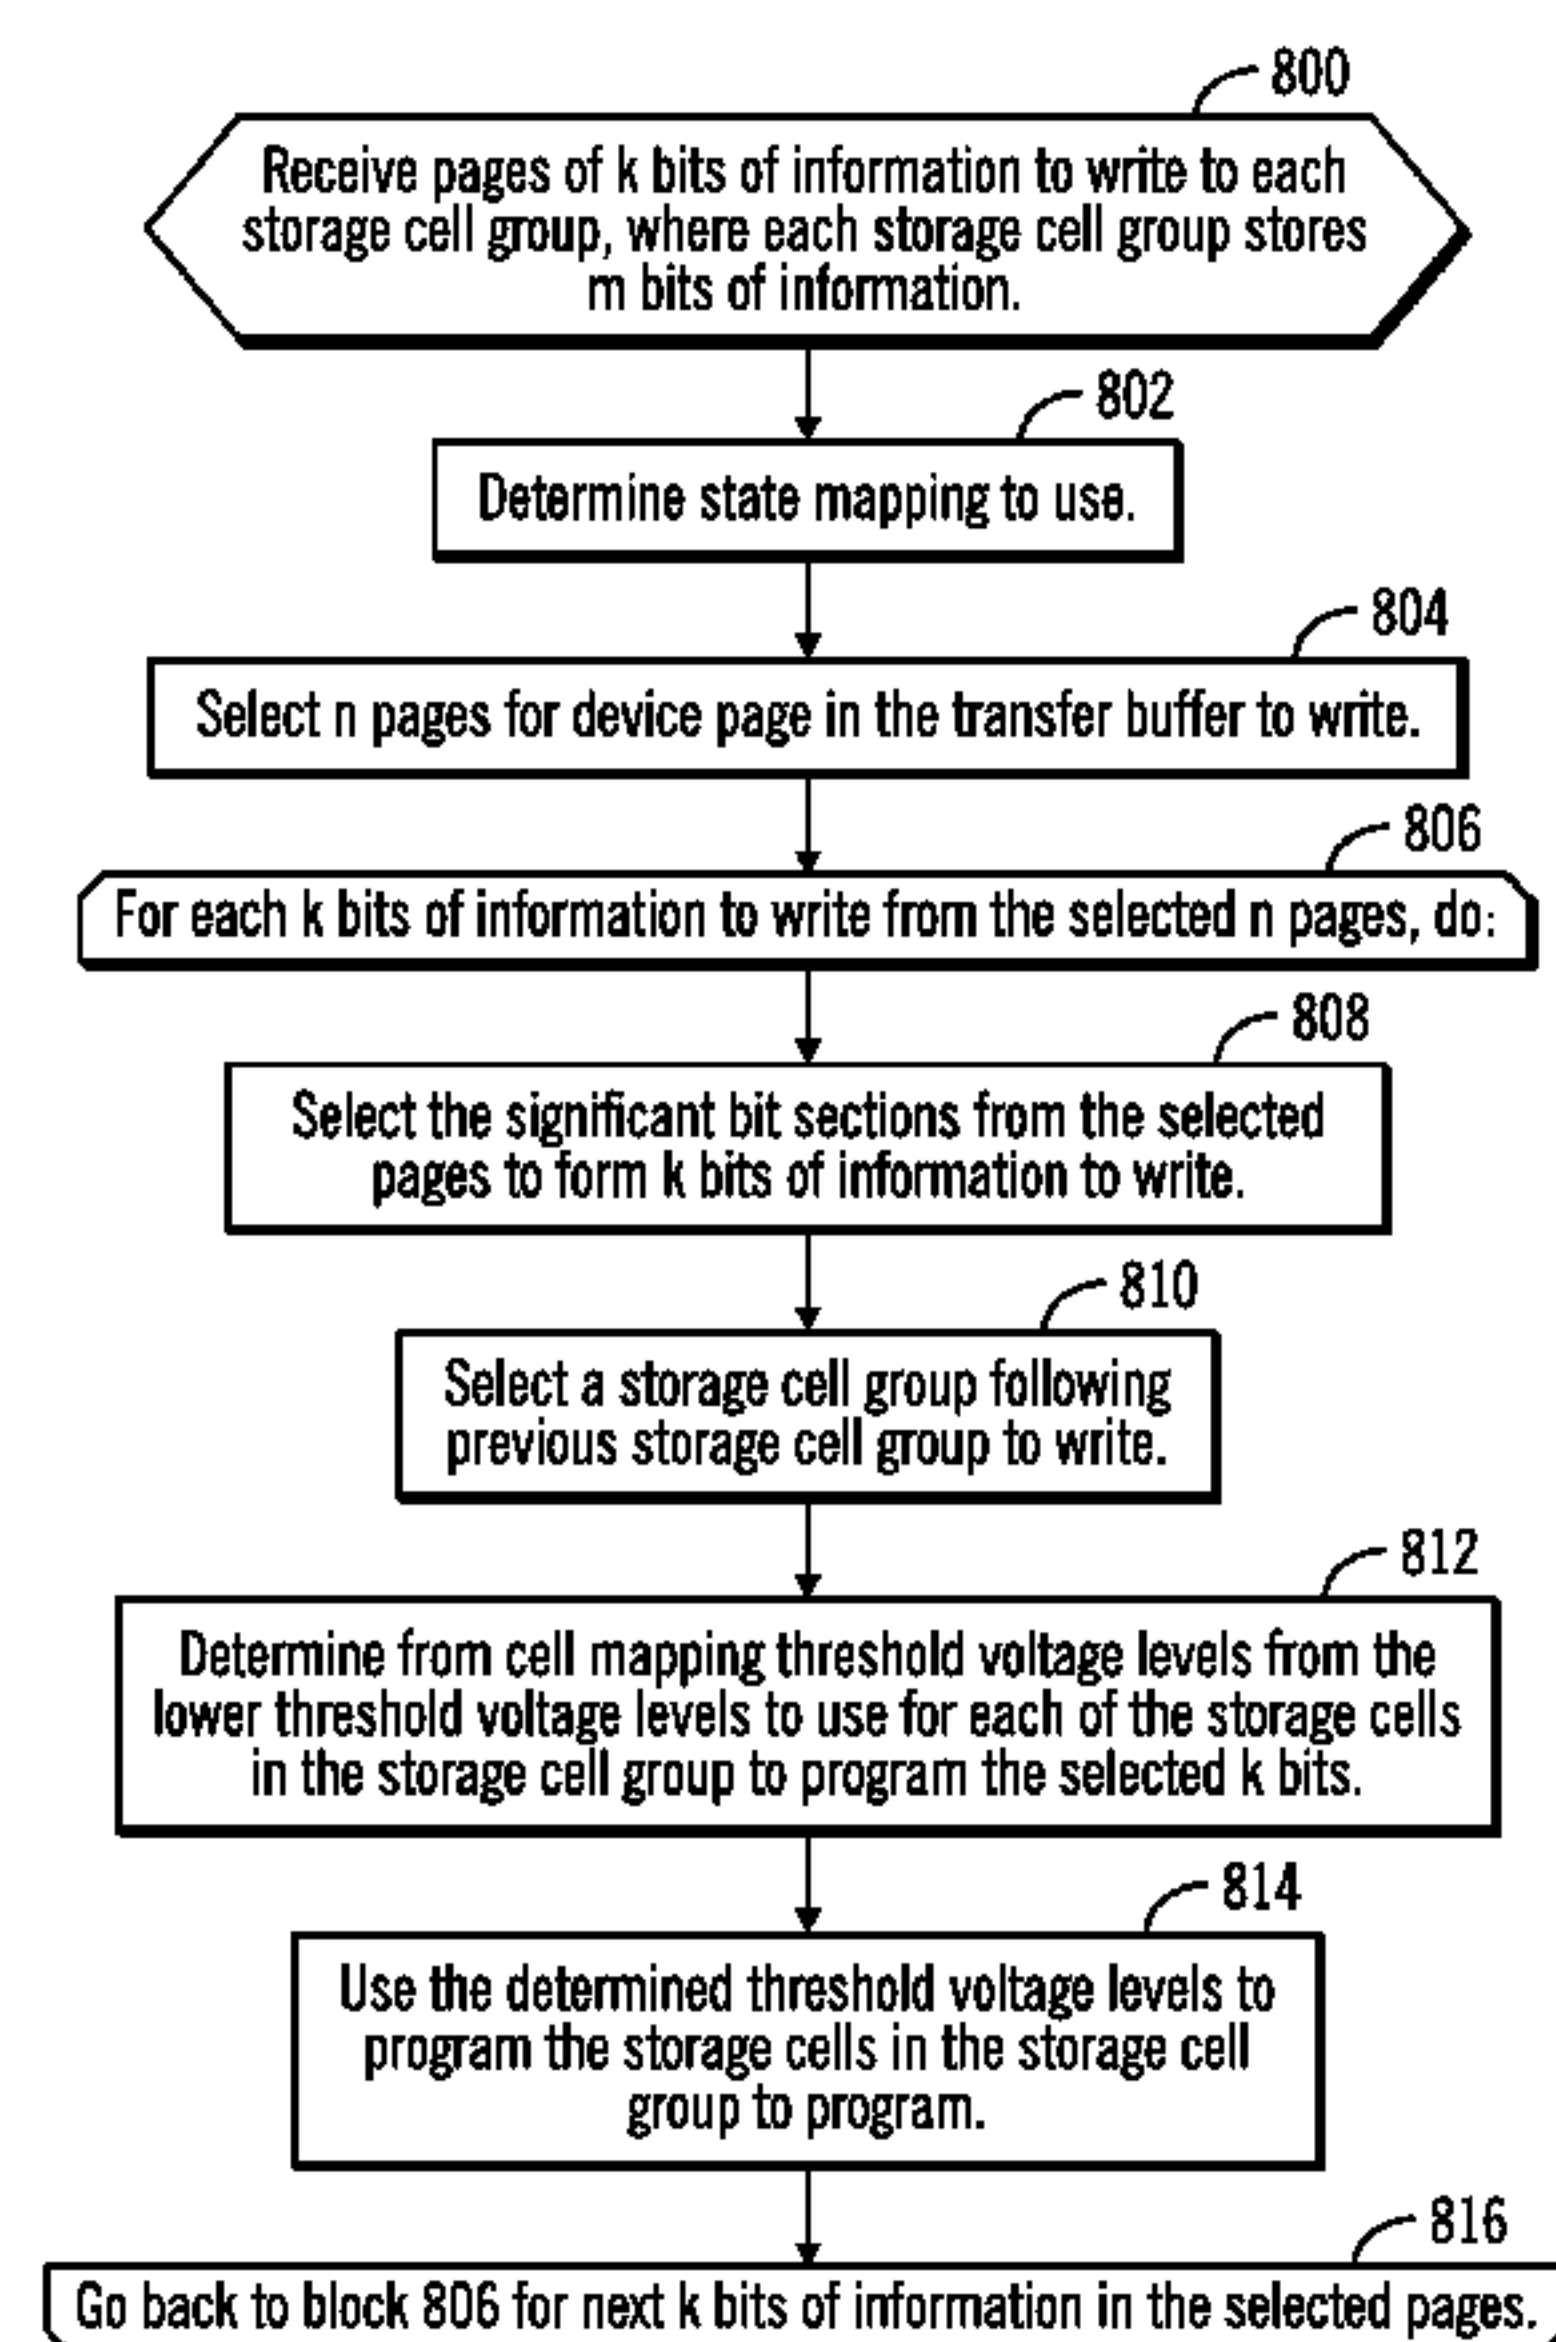 800
Receive pages of k bits of information to write to each
storage cell group, where each storage cell group stores
m bits of information.
802
Determine state mapping to use.
804
Select n pages for device page in the transfer buffer to write.
806
For each k bits of information to write from the selected n pages, do:
808
Select the significant bit sections from the selected
pages to form k bits of information to write.
810
Select a storage cell group following
previous storage cell group to write.
812
Determine from cell mapping threshold voltage levels from the
lower threshold voltage levels to use for each of the storage cells
in the storage cell group to program the selected k bits.
814
Use the determined threshold voltage levels to
program the storage cells in the storage cell
group to program.
816
Go back to block 806 for next k bits of information in the selected pages.